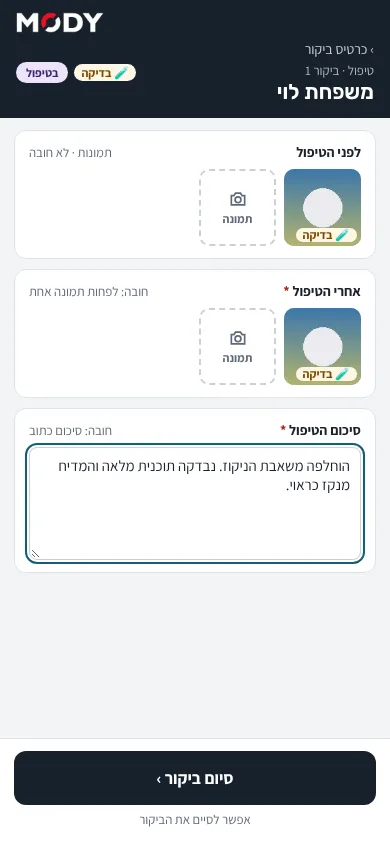 MODY
‹ כרטיס ביקור
טיפול · ביקור 1
משפחת לוי
🧪 בדיקה
בטיפול
לפני הטיפול
תמונות · לא חובה
🧪 בדיקה
תמונה
אחרי הטיפול *
חובה: לפחות תמונה אחת
🧪 בדיקה
תמונה
סיכום הטיפול *
חובה: סיכום כתוב
הוחלפה משאבת הניקוז. נבדקה תוכנית מלאה והמדיח
מנקז כראוי.
סיום ביקור ›
אפשר לסיים את הביקור